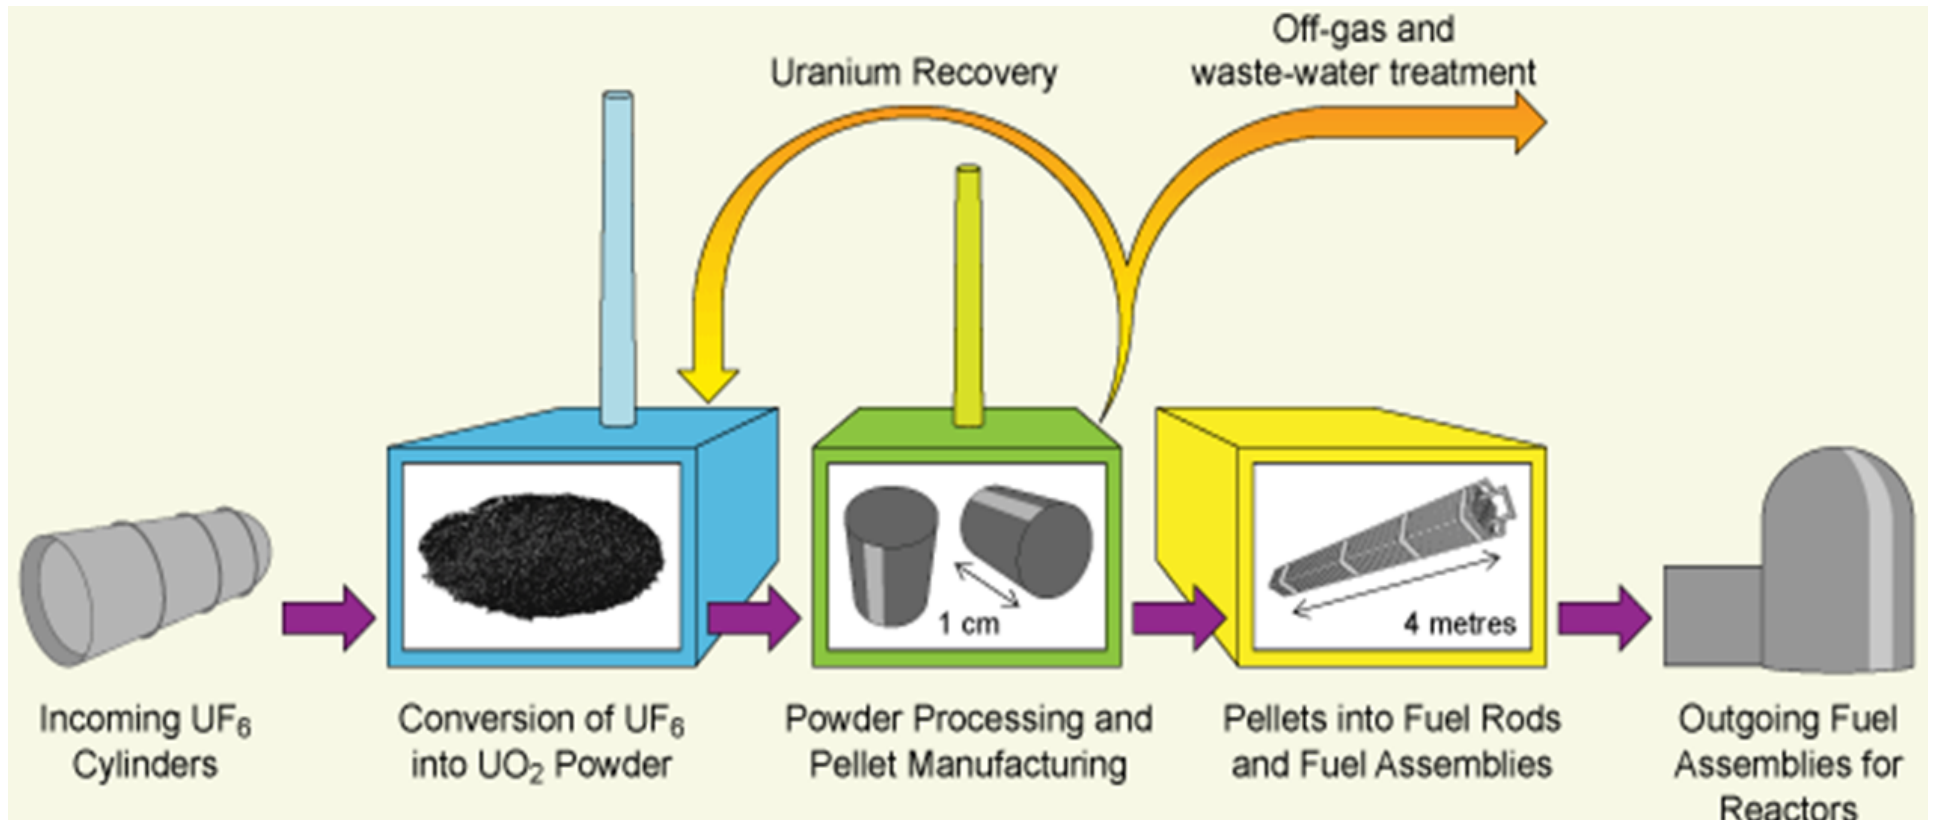 Off-gas and
waste-water treatment
Uranium Recovery
1 cm
4 metres
Incoming UF₆
Cylinders
Conversion of UF₆
into UO₂ Powder
Powder Processing and
Pellet Manufacturing
Pellets into Fuel Rods
and Fuel Assemblies
Outgoing Fuel
Assemblies for
Reactors